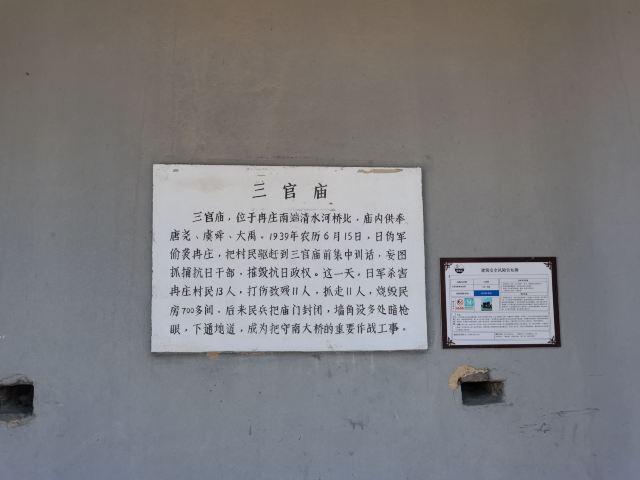 三官庙
三官庙，位于冉庄南端清水河桥北，庙内供奉
唐尧、虞舜、大禹。1939年农历6月15日，日伪军
偷袭冉庄，把村民驱赶到三官庙前集中训话，妄图
抓捕抗日干部，摧毁抗日政权。这一天，日军杀害
冉庄村民13人，打伤致残11人，抓走11人，烧毁民
房700多间。后来民兵把庙门封闭，墙角设多处暗枪
眼，下通地道，成为把守南大桥的重要作战工事。